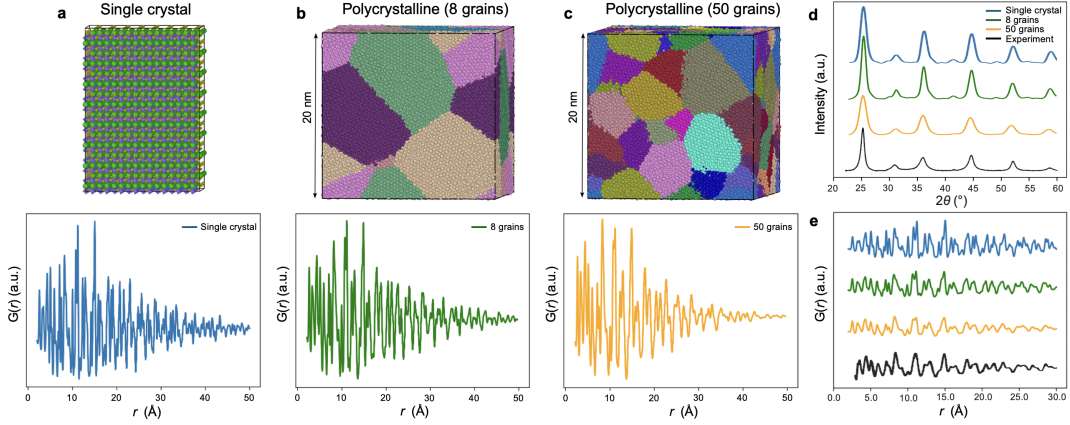 a
Single crystal
b
Polycrystalline (8 grains)
20 nm
c
Polycrystalline (50 grains)
20 nm
d
Single crystal
8 grains
50 grains
Experiment
Intensity (a.u.)
20 25 30 35 40 45 50 55 60
2θ (°)
Single crystal
G(r) (a.u.)
0 10 20 30 40 50
r (Å)
8 grains
G(r) (a.u.)
0 10 20 30 40 50
r (Å)
50 grains
G(r) (a.u.)
0 10 20 30 40 50
r (Å)
e
G(r) (a.u.)
0.0 5.0 10.0 15.0 20.0 25.0 30.0
r (Å)